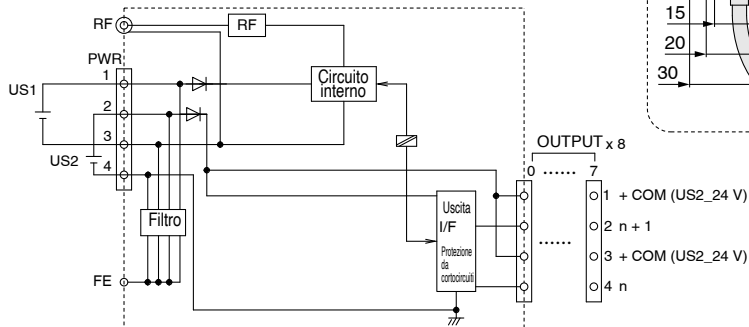 RF
RF
PWR
1
2
3
4
US1
US2
Circuito
interno
Filtro
FE
Uscita
I/F
Protezione
da
cortocircuiti
OUTPUT x 8
0 ...... 7
......
1 + COM (US2_24 V)
2 n + 1
3 + COM (US2_24 V)
4 n
15
20
30